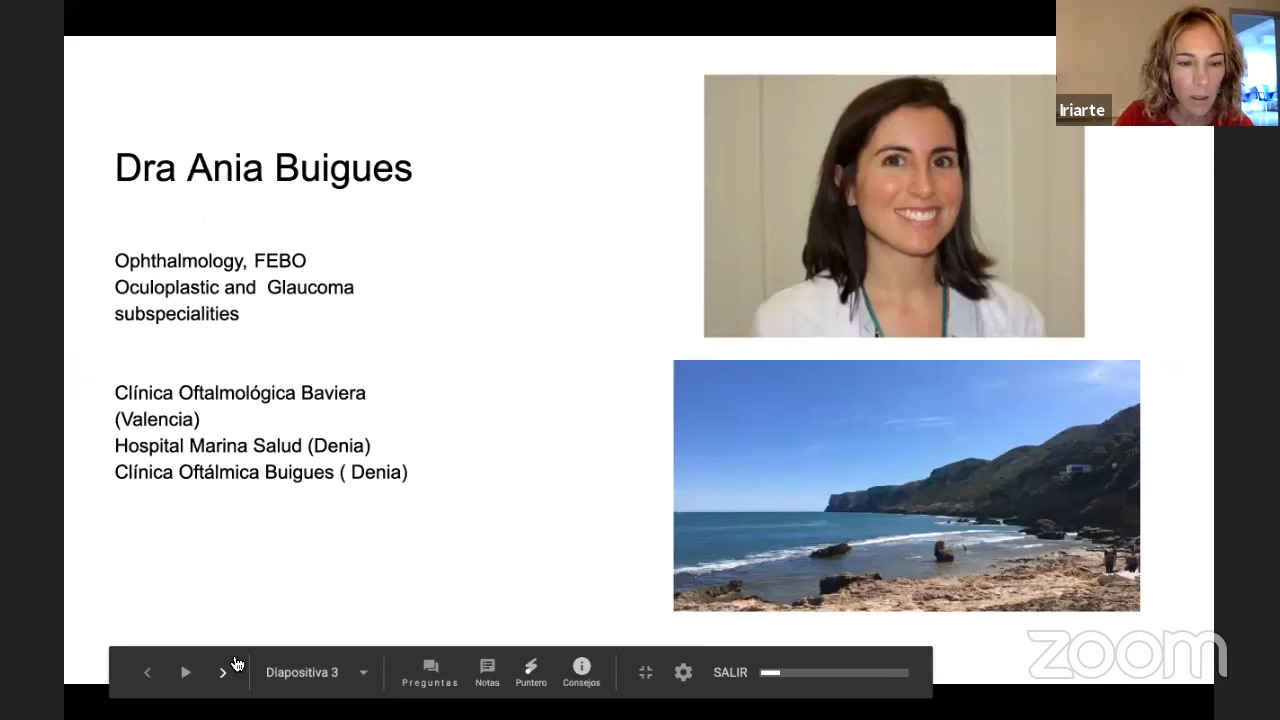 Iriarte
Dra Ania Buigues
Ophthalmology, FEBO
Oculoplastic and  Glaucoma
subspecialities
Clínica Oftalmológica Baviera
(Valencia)
Hospital Marina Salud (Denia)
Clínica Oftálmica Buigues ( Denia)
zoom
Diapositiva 3
Preguntas
Notas
Puntero
Consejos
SALIR